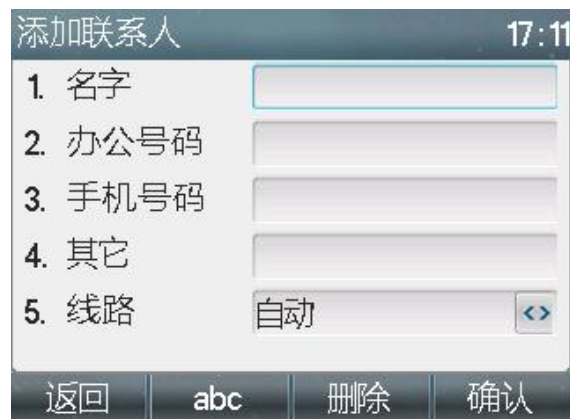 添加联系人 17:11
1. 名字
2. 办公号码
3. 手机号码
4. 其它
5. 线路 自动 <>
返回 abc 删除 确认